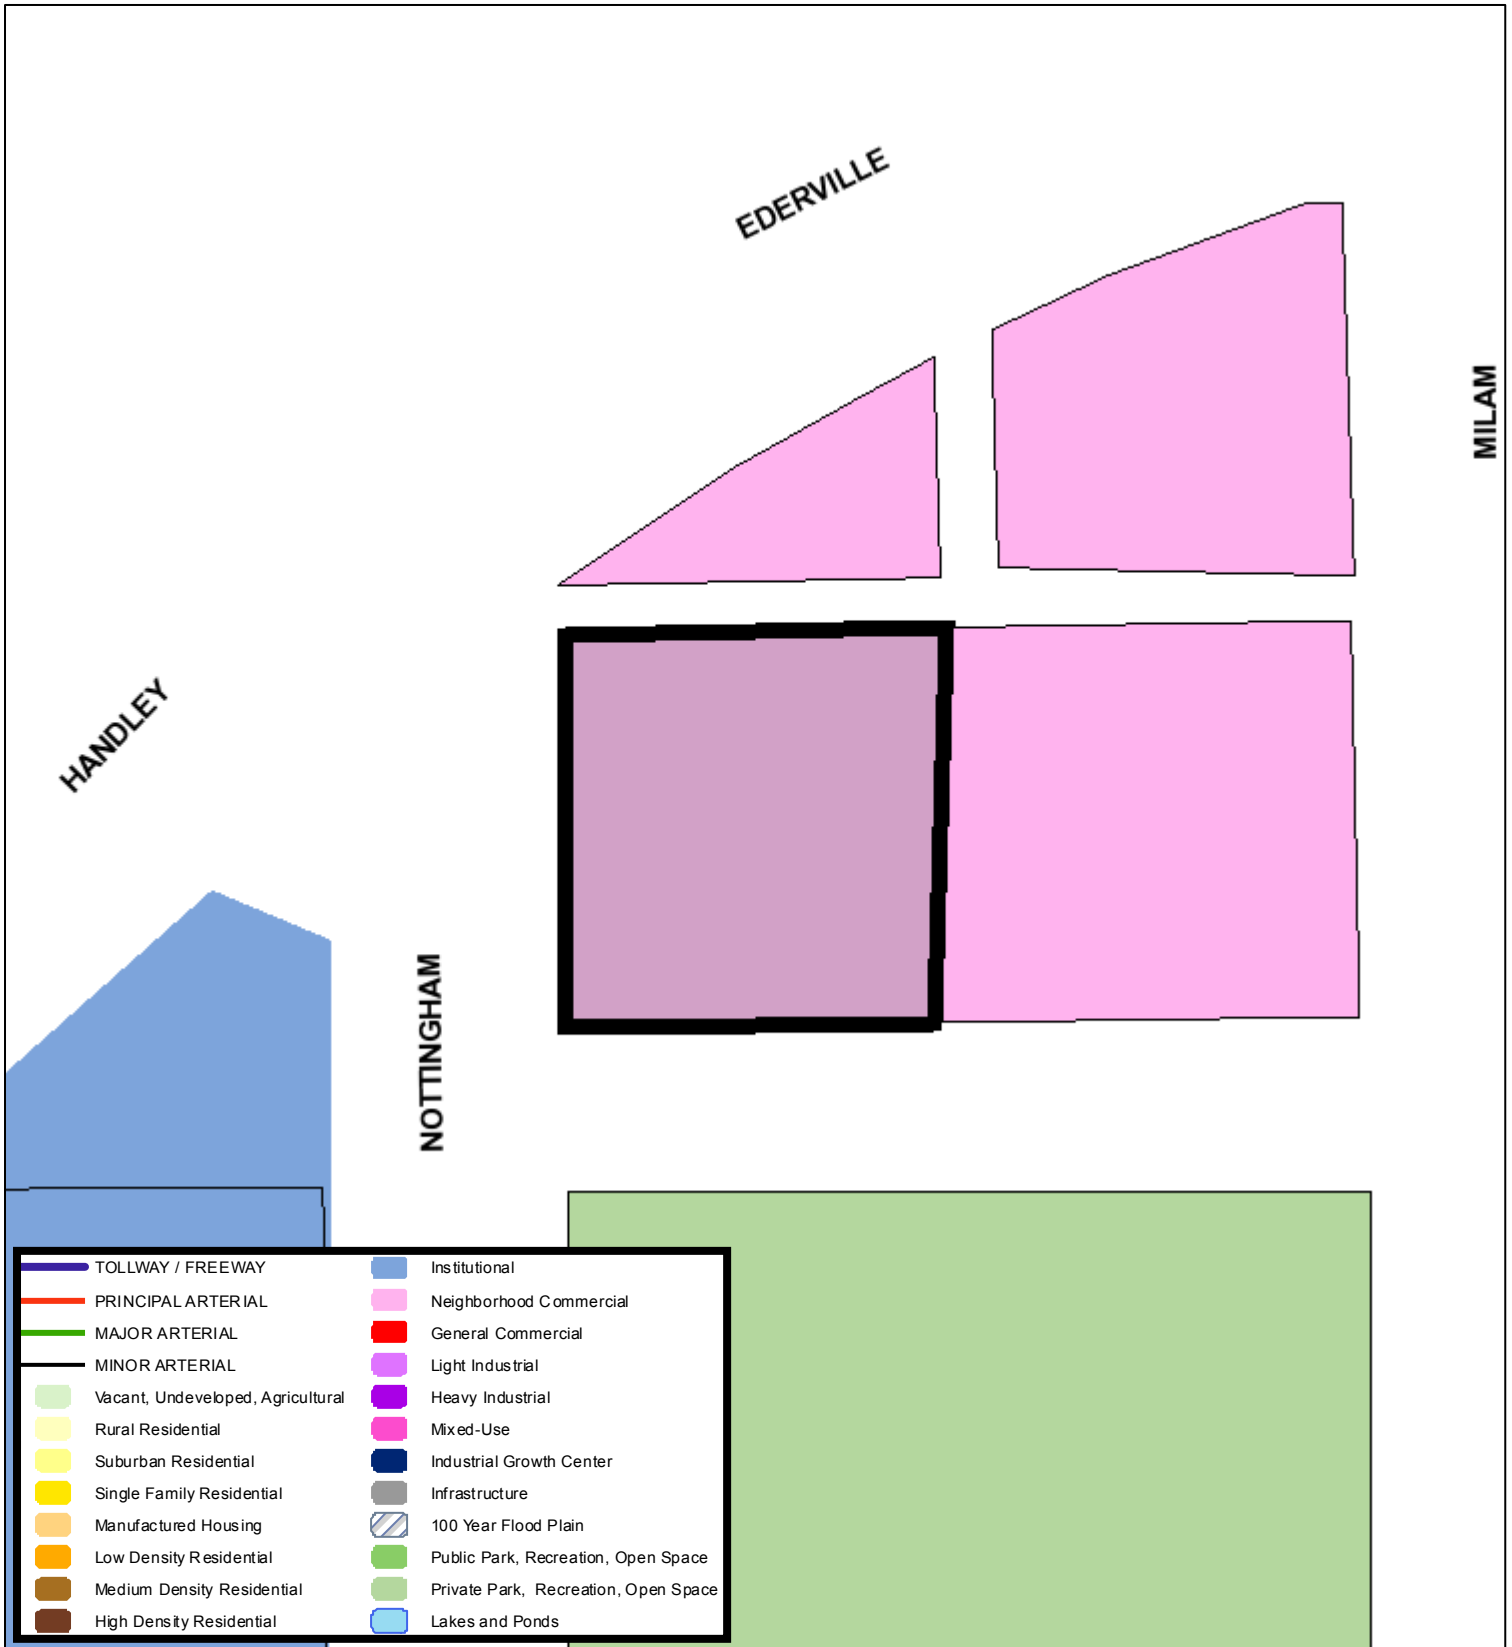 EDERVILLE
MILAM
HANDLEY
NOTTINGHAM
TOLLWAY / FREEWAY
PRINCIPAL ARTERIAL
MAJOR ARTERIAL
MINOR ARTERIAL
Vacant, Undeveloped, Agricultural
Rural Residential
Suburban Residential
Single Family Residential
Manufactured Housing
Low Density Residential
Medium Density Residential
High Density Residential
Institutional
Neighborhood Commercial
General Commercial
Light Industrial
Heavy Industrial
Mixed-Use
Industrial Growth Center
Infrastructure
100 Year Flood Plain
Public Park, Recreation, Open Space
Private Park, Recreation, Open Space
Lakes and Ponds